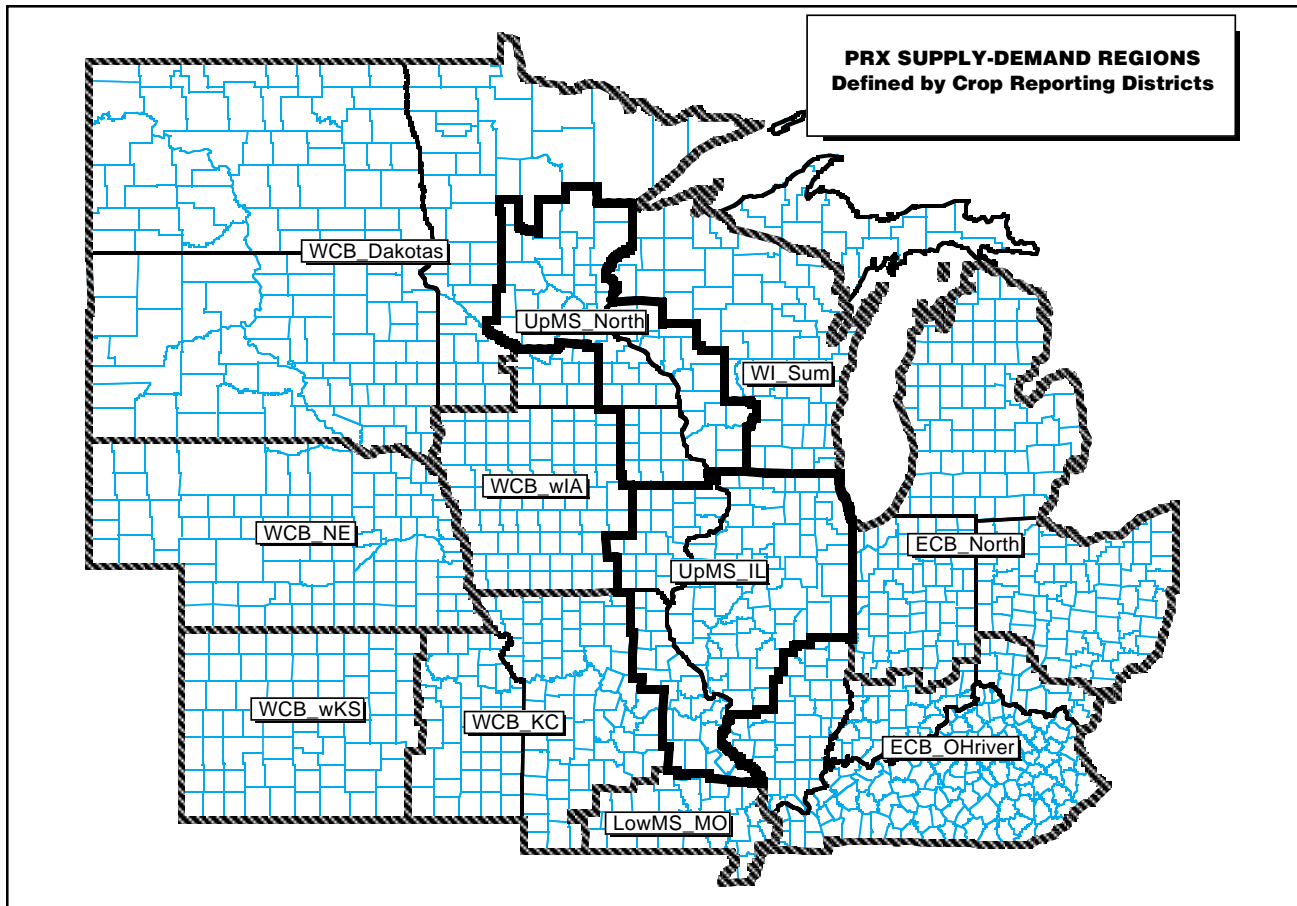 PRX SUPPLY-DEMAND REGIONS
Defined by Crop Reporting Districts
WCB_Dakotas
UpMS_North
WI_Sum
WCB_wIA
WCB_NE
ECB_North
UpMS_IL
WCB_wKS
WCB_KC
ECB_OHriver
LowMS_MO